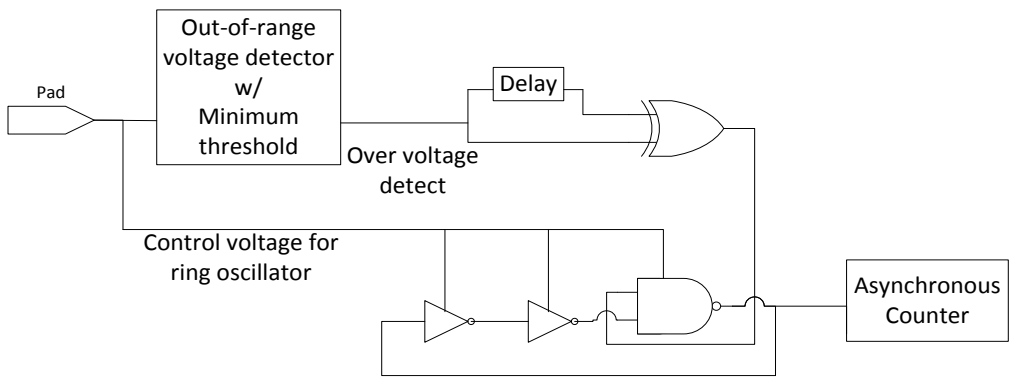 Out-of-range
voltage detector
w/
Minimum
threshold
Pad
Delay
Over voltage
detect
Control voltage for
ring oscillator
Asynchronous
Counter